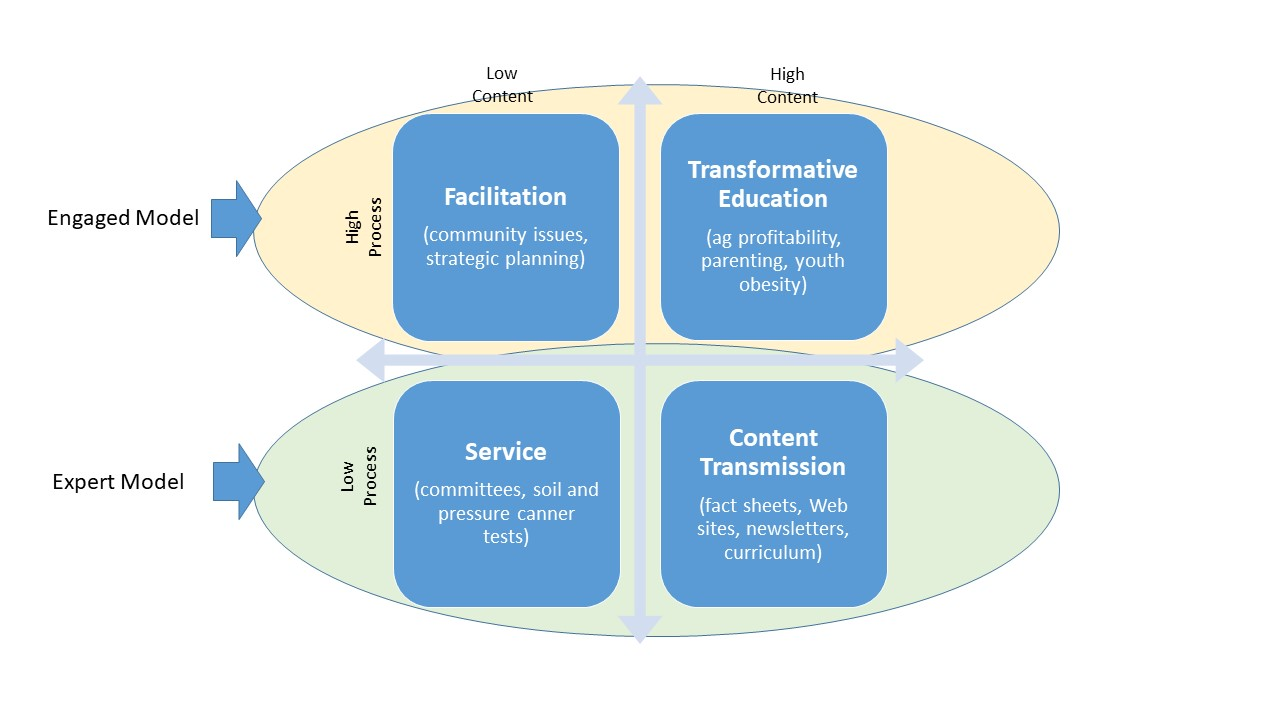 Low
Content
High
Content
Engaged Model
High
Process
Facilitation
(community issues,
strategic planning)
Transformative
Education
(ag profitability,
parenting, youth
obesity)
Expert Model
Low
Process
Service
(committees, soil and
pressure canner
tests)
Content
Transmission
(fact sheets, Web
sites, newsletters,
curriculum)